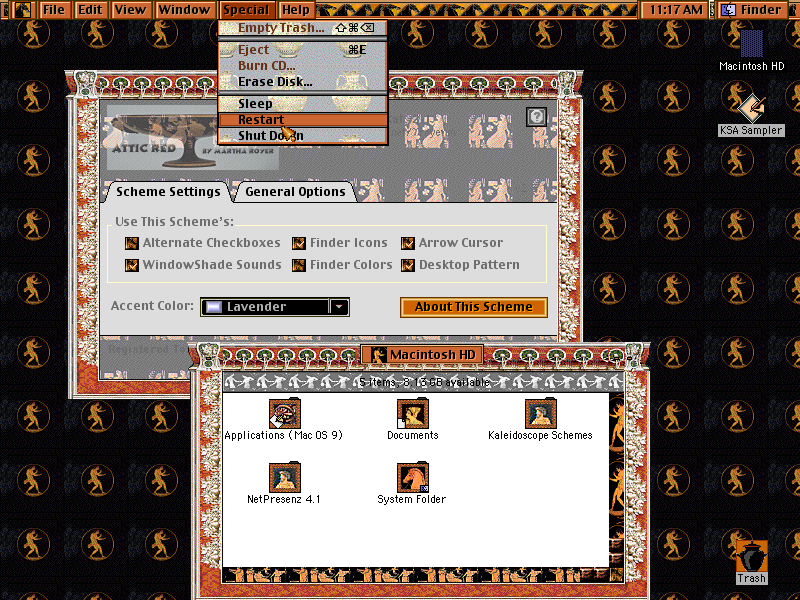 File Edit View Window Special Help 11:17 AM Finder
Empty Trash... ⇧⌘⌫
Eject ⌘E
Burn CD...
Erase Disk...
Sleep
Restart
Shut Down
Macintosh HD
KSA Sampler
ATTIC RED
BY MARTHA ROYER
?
Scheme Settings General Options
Use This Scheme's:
Alternate Checkboxes Finder Icons Arrow Cursor
WindowShade Sounds Finder Colors Desktop Pattern
Accent Color: Lavender About This Scheme
Registered To
Macintosh HD
5 items, 8.13 GB available
Applications (Mac OS 9) Documents Kaleidoscope Schemes
NetPresenz 4.1 System Folder
Trash